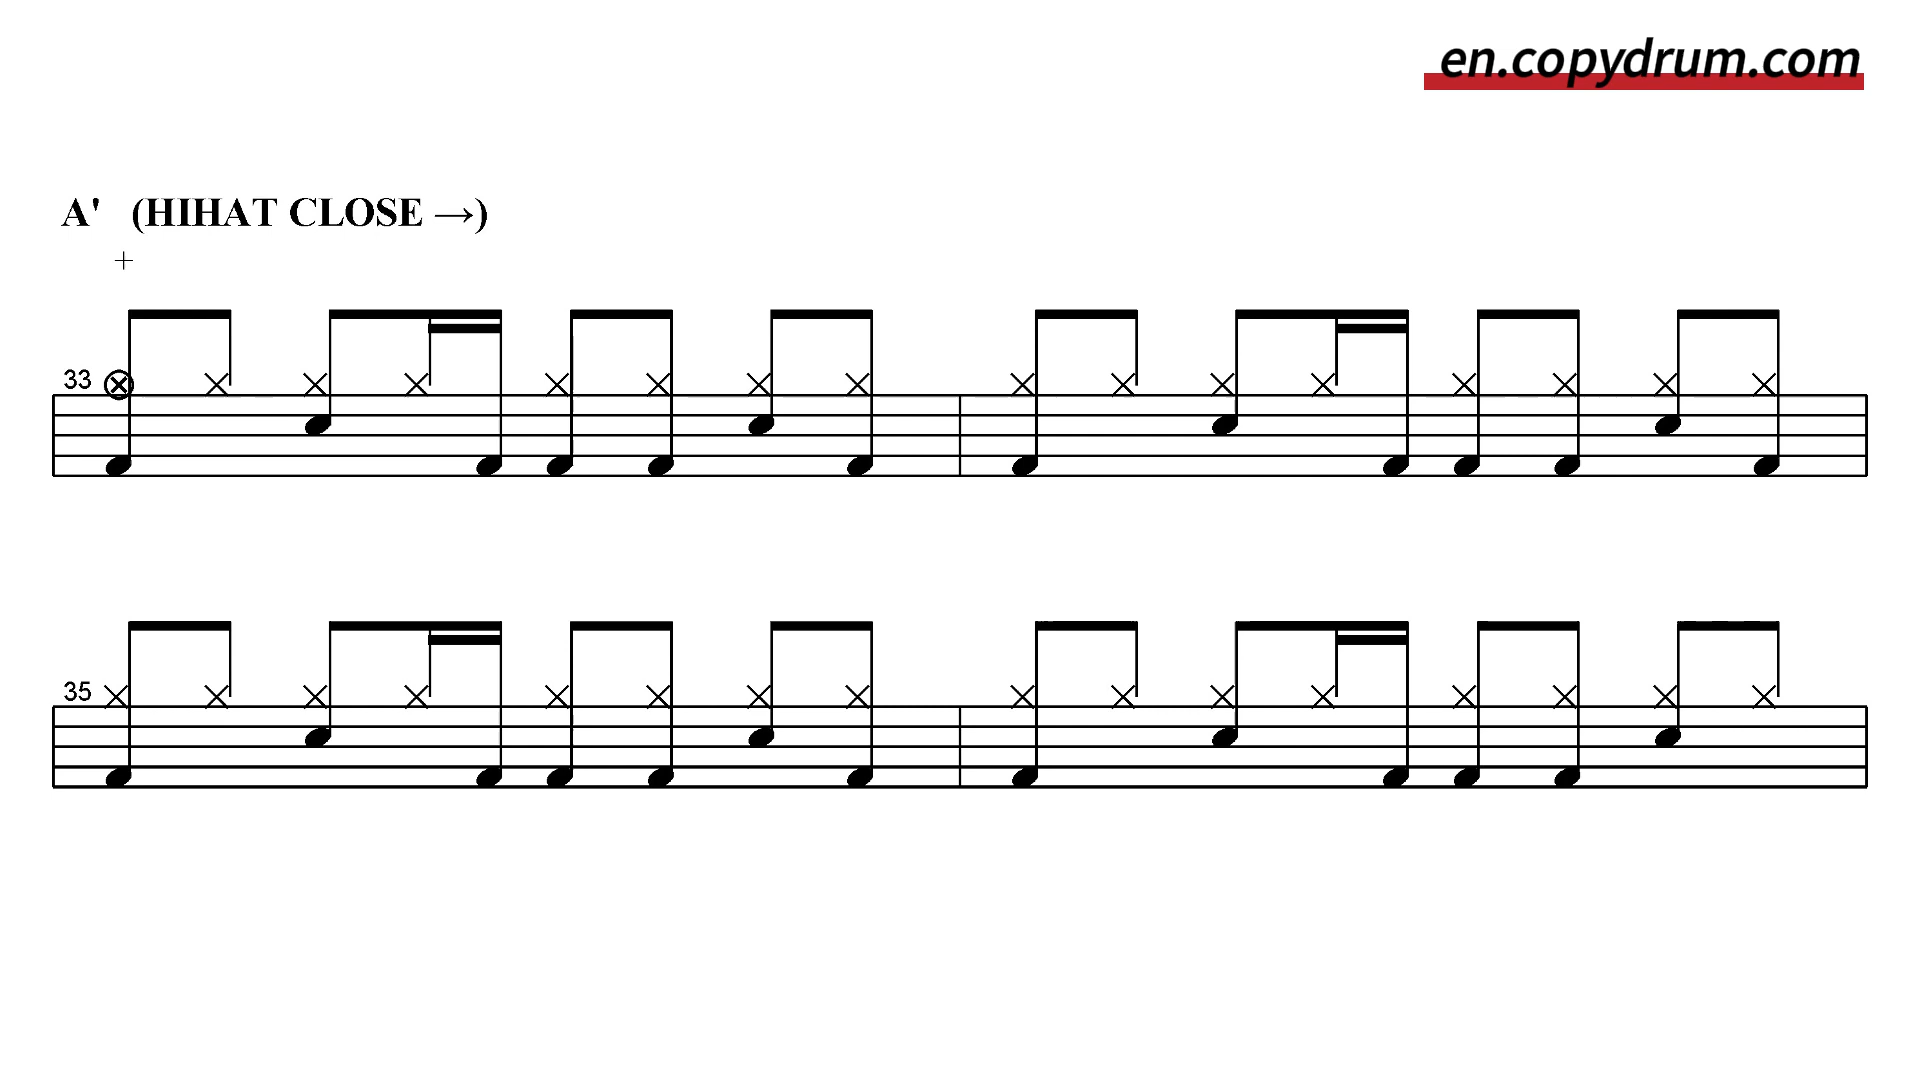 en.copydrum.com
A' (HIHAT CLOSE →)
+
33
35